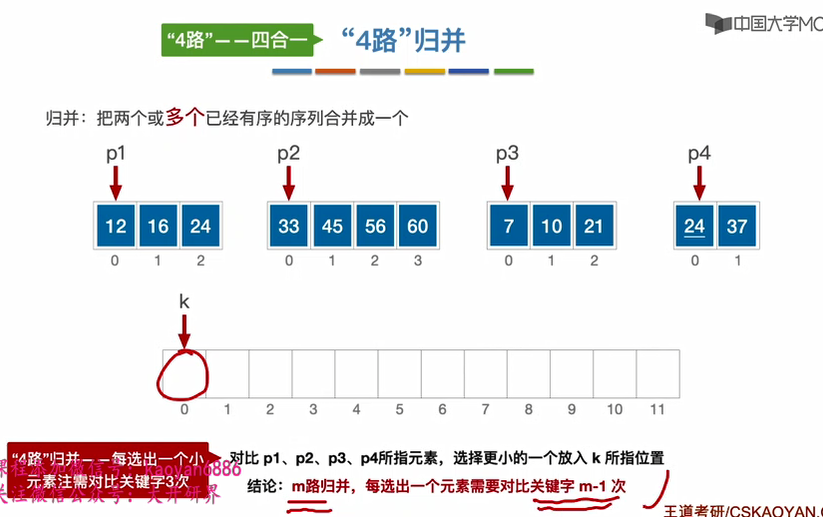 “4路”——四合一
“4路”归并
中国大学MO
归并：把两个或多个已经有序的序列合并成一个
p1 p2 p3 p4
12 16 24 33 45 56 60 7 10 21 24 37
0 1 2 0 1 2 3 0 1 2 0 1
k
0 1 2 3 4 5 6 7 8 9 10 11
“4路”归并——每选出一个小
元素注需对比关键字3次
对比 p1、p2、p3、p4所指元素，选择更小的一个放入 k 所指位置
结论：m路归并，每选出一个元素需要对比关键字 m-1 次
课程添加微信号：kaoyan6886
王道考研/CSKAOYAN.